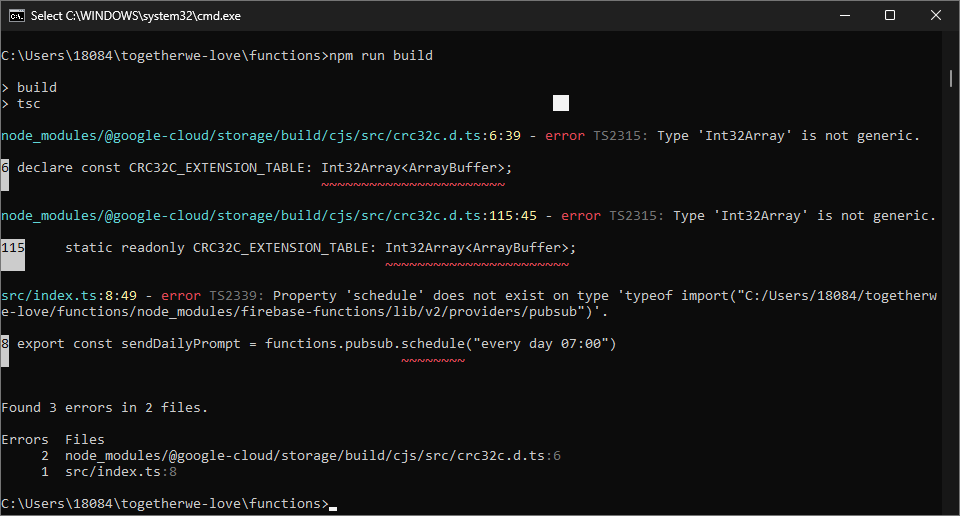 Select C:\WINDOWS\system32\cmd.exe
C:\Users\18084\togetherwe-love\functions>npm run build
> build
> tsc
node_modules/@google-cloud/storage/build/cjs/src/crc32c.d.ts:6:39 - error TS2315: Type 'Int32Array' is not generic.
6 declare const CRC32C_EXTENSION_TABLE: Int32Array<ArrayBuffer>;
~~~~~~~~~~~~~~~~~~~~~~~
node_modules/@google-cloud/storage/build/cjs/src/crc32c.d.ts:115:45 - error TS2315: Type 'Int32Array' is not generic.
115     static readonly CRC32C_EXTENSION_TABLE: Int32Array<ArrayBuffer>;
~~~~~~~~~~~~~~~~~~~~~~~
src/index.ts:8:49 - error TS2339: Property 'schedule' does not exist on type 'typeof import("C:/Users/18084/togetherw
e-love/functions/node_modules/firebase-functions/lib/v2/providers/pubsub")'.
8 export const sendDailyPrompt = functions.pubsub.schedule("every day 07:00")
~~~~~~~~
Found 3 errors in 2 files.
Errors  Files
     2  node_modules/@google-cloud/storage/build/cjs/src/crc32c.d.ts:6
     1  src/index.ts:8
C:\Users\18084\togetherwe-love\functions>